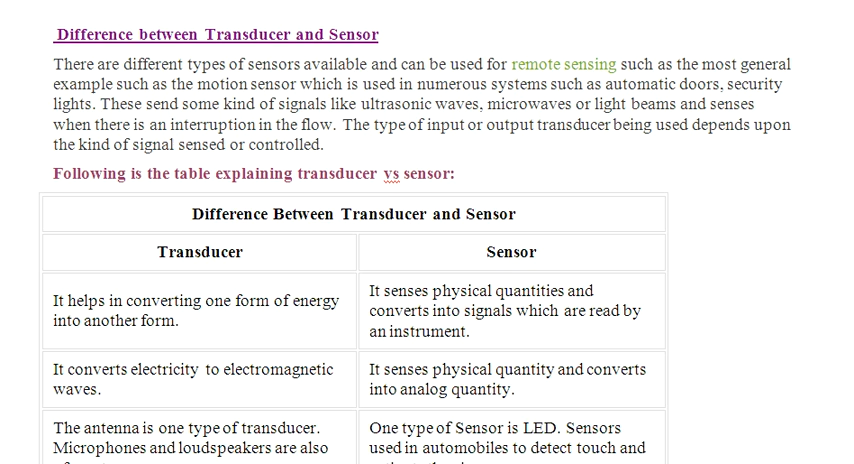 Difference between Transducer and Sensor
There are different types of sensors available and can be used for remote sensing such as the most general
example such as the motion sensor which is used in numerous systems such as automatic doors, security
lights. These send some kind of signals like ultrasonic waves, microwaves or light beams and senses
when there is an interruption in the flow. The type of input or output transducer being used depends upon
the kind of signal sensed or controlled.
Following is the table explaining transducer vs sensor:
Difference Between Transducer and Sensor
Transducer
Sensor
It helps in converting one form of energy
into another form.
It senses physical quantities and
converts into signals which are read by
an instrument.
It converts electricity to electromagnetic
waves.
It senses physical quantity and converts
into analog quantity.
The antenna is one type of transducer.
Microphones and loudspeakers are also
One type of Sensor is LED. Sensors
used in automobiles to detect touch and